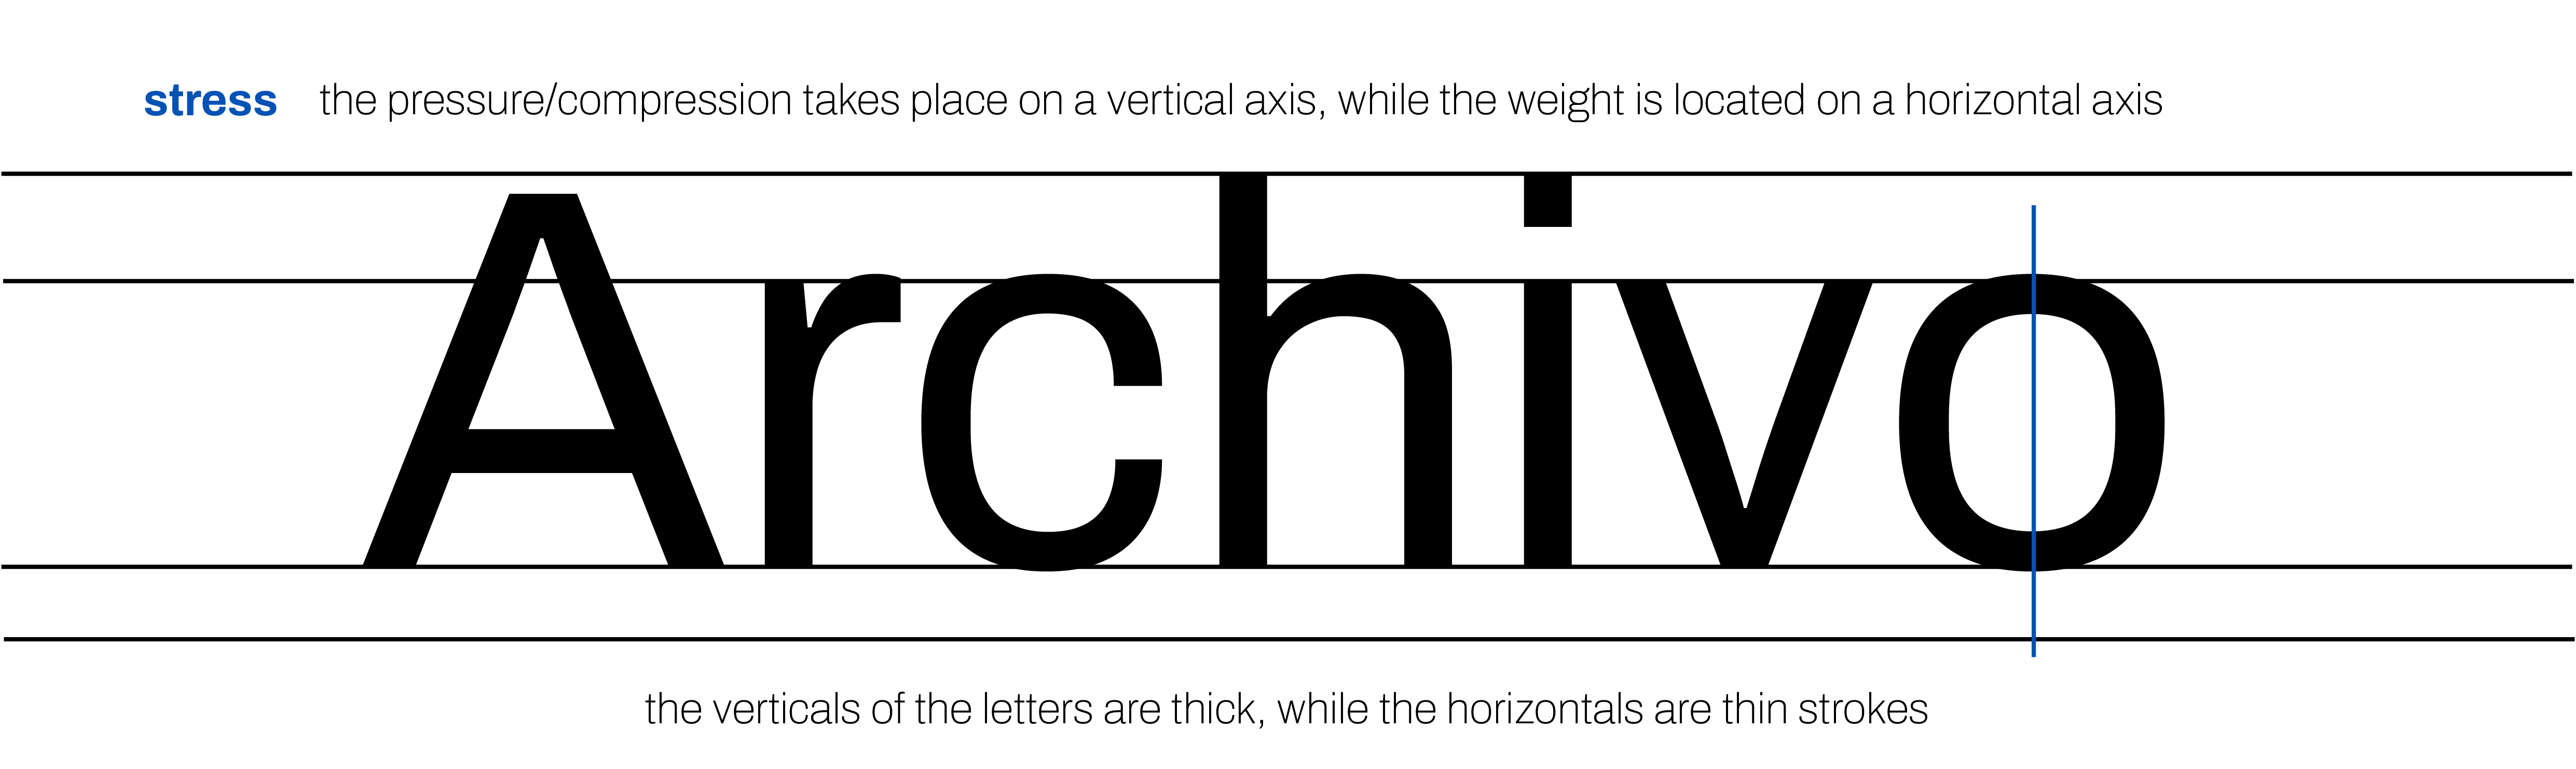 stress the pressure/compression takes place on a vertical axis, while the weight is located on a horizontal axis
Archivo
the verticals of the letters are thick, while the horizontals are thin strokes